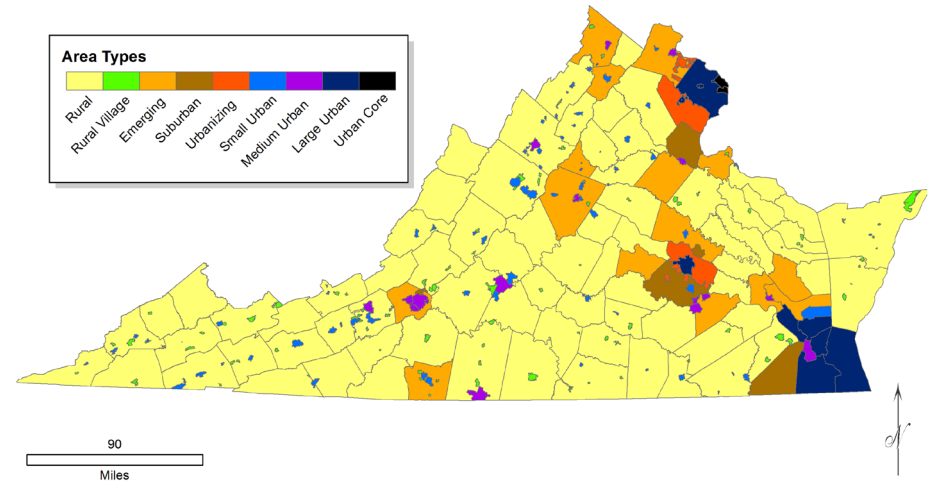 Area Types
Rural
Rural Village
Emerging
Suburban
Urbanizing
Small Urban
Medium Urban
Large Urban
Urban Core
90
Miles
N